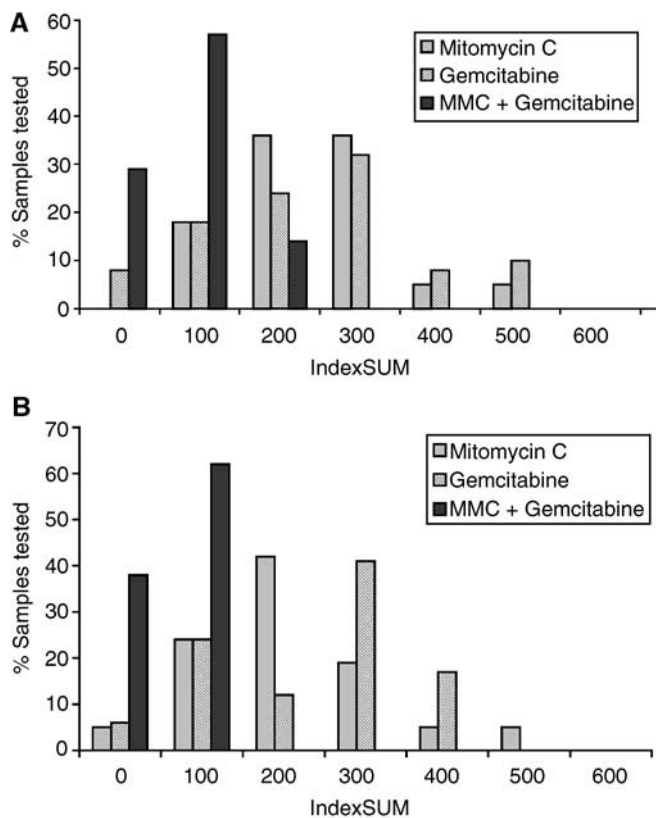 A
60
50
40
30
20
10
0
% Samples tested
Mitomycin C
Gemcitabine
MMC + Gemcitabine
0 100 200 300 400 500 600
IndexSUM
B
70
60
50
40
30
20
10
0
% Samples tested
Mitomycin C
Gemcitabine
MMC + Gemcitabine
0 100 200 300 400 500 600
IndexSUM